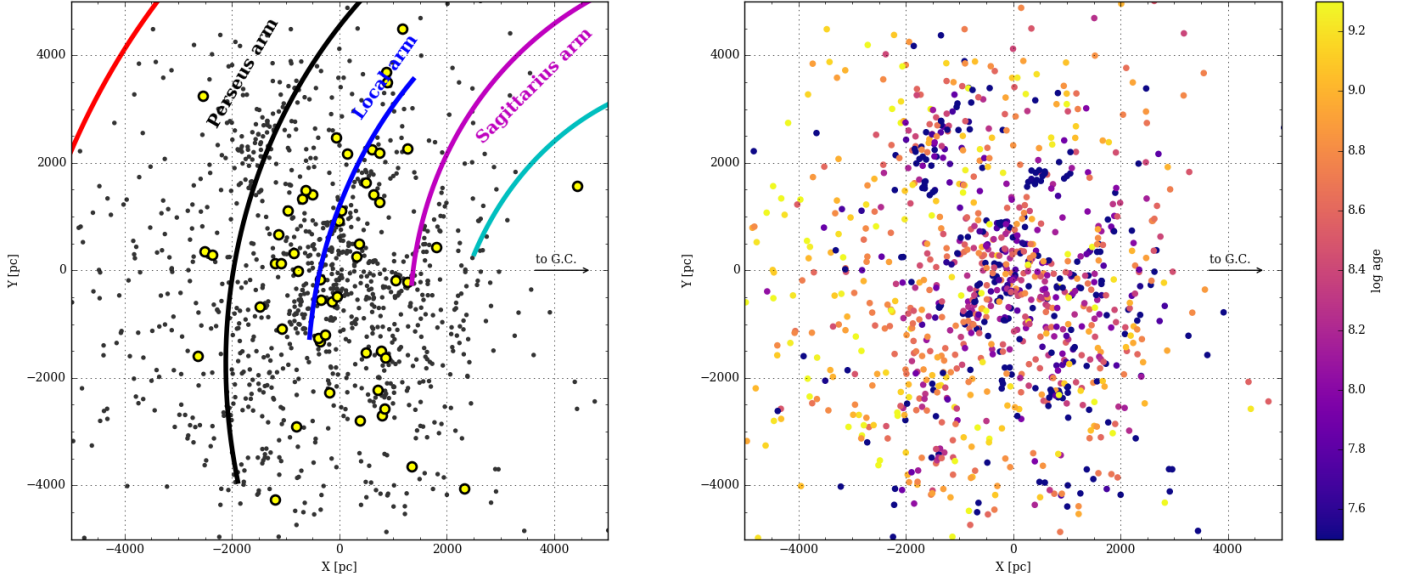 4000
2000
0
−2000
−4000
Y [pc]
−4000
−2000
0
2000
4000
X [pc]
Perseus arm
Local arm
Sagittarius arm
to G.C.
4000
2000
0
−2000
−4000
Y [pc]
−4000
−2000
0
2000
4000
X [pc]
to G.C.
9.2
9.0
8.8
8.6
8.4
8.2
8.0
7.8
7.6
log age